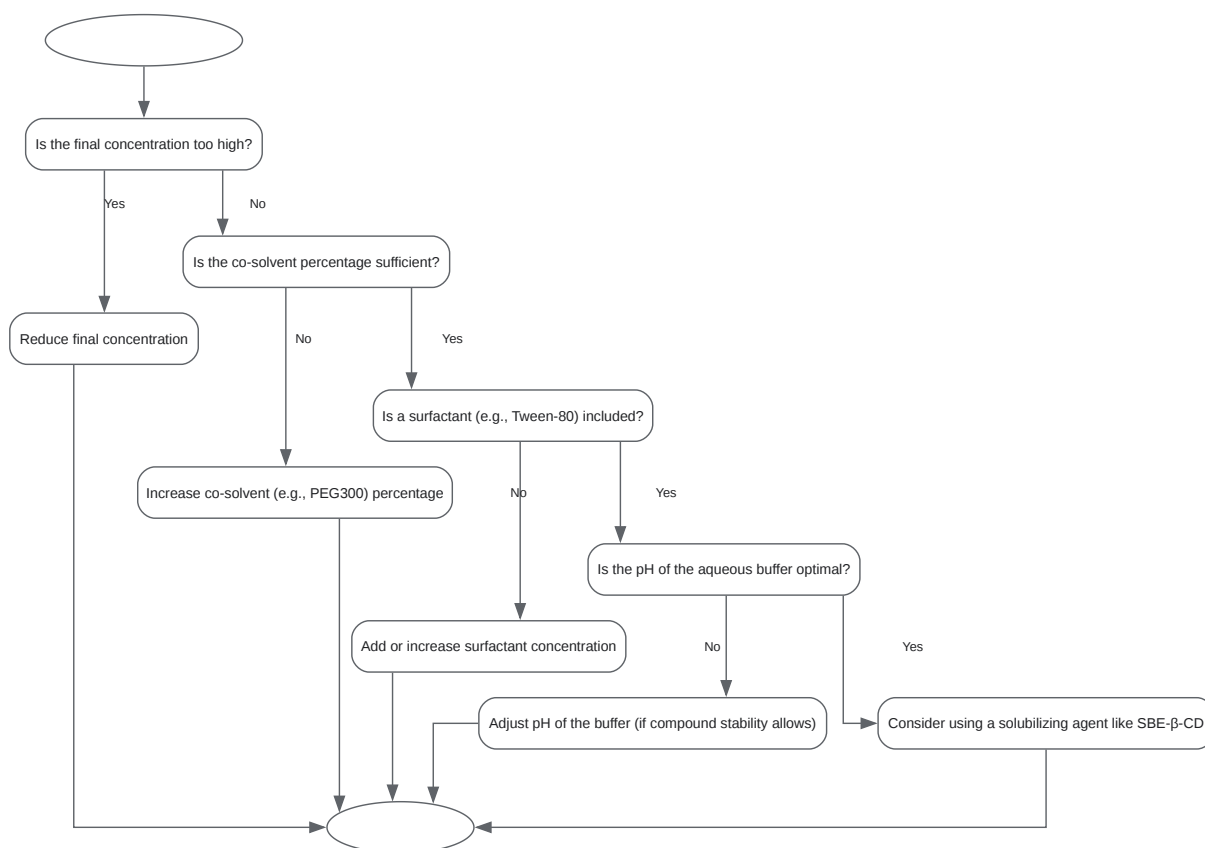 Is the final concentration too high?
Yes
No
Is the co-solvent percentage sufficient?
Reduce final concentration
No
Yes
Is a surfactant (e.g., Tween-80) included?
Increase co-solvent (e.g., PEG300) percentage
No
Yes
Is the pH of the aqueous buffer optimal?
Add or increase surfactant concentration
No
Yes
Adjust pH of the buffer (if compound stability allows)
Consider using a solubilizing agent like SBE-β-CD